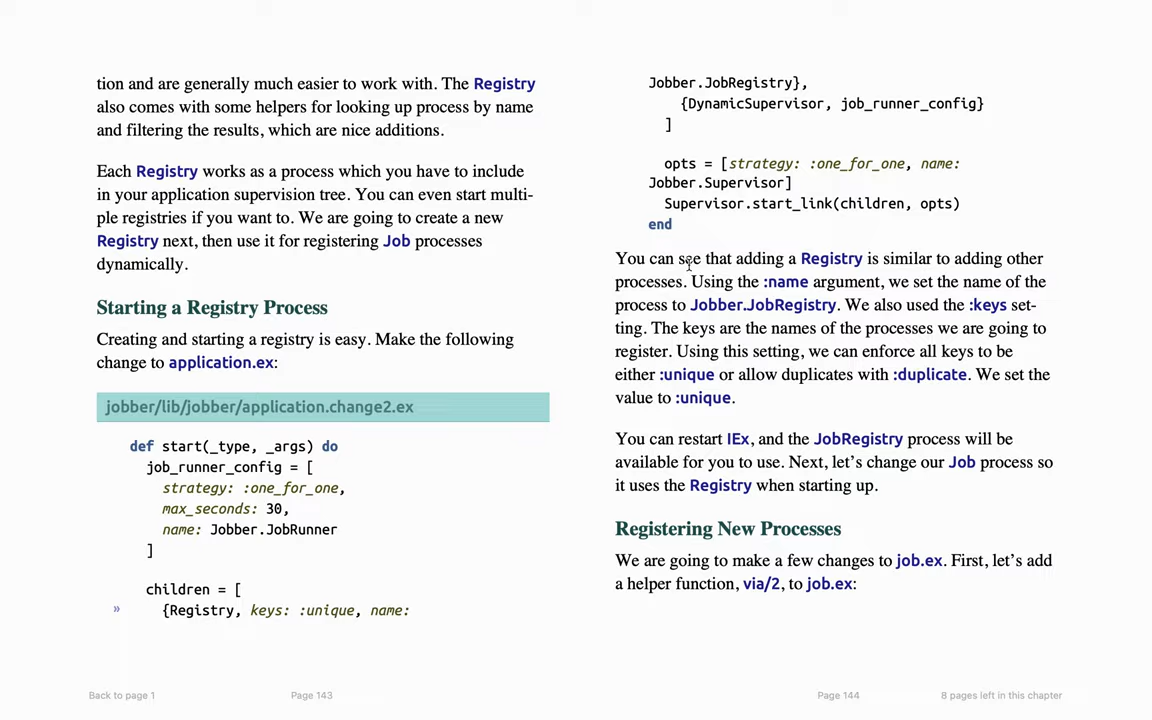 tion and are generally much easier to work with. The Registry
also comes with some helpers for looking up process by name
and filtering the results, which are nice additions.
Each Registry works as a process which you have to include
in your application supervision tree. You can even start multi-
ple registries if you want to. We are going to create a new
Registry next, then use it for registering Job processes
dynamically.
Starting a Registry Process
Creating and starting a registry is easy. Make the following
change to application.ex:
jobber/lib/jobber/application.change2.ex
def start(_type, _args) do
job_runner_config = [
strategy: :one_for_one,
max_seconds: 30,
name: Jobber.JobRunner
]
children = [
» {Registry, keys: :unique, name:
Jobber.JobRegistry},
{DynamicSupervisor, job_runner_config}
]
opts = [strategy: :one_for_one, name:
Jobber.Supervisor]
Supervisor.start_link(children, opts)
end
You can see that adding a Registry is similar to adding other
processes. Using the :name argument, we set the name of the
process to Jobber.JobRegistry. We also used the :keys set-
ting. The keys are the names of the processes we are going to
register. Using this setting, we can enforce all keys to be
either :unique or allow duplicates with :duplicate. We set the
value to :unique.
You can restart IEx, and the JobRegistry process will be
available for you to use. Next, let’s change our Job process so
it uses the Registry when starting up.
Registering New Processes
We are going to make a few changes to job.ex. First, let’s add
a helper function, via/2, to job.ex:
Back to page 1
Page 143
Page 144
8 pages left in this chapter